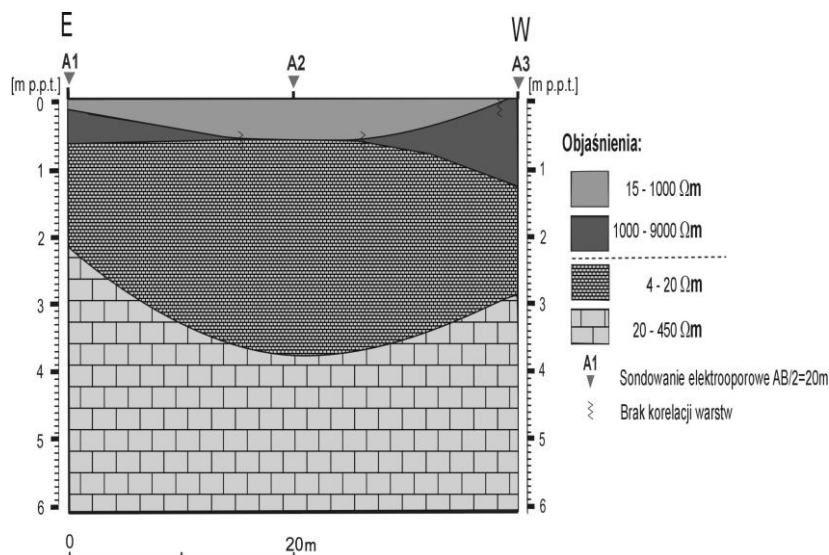 E W
A1 A2 A3
[m p.p.t.] [m p.p.t.]
0 0
1 1
2 2
3 3
4 4
5 5
6 6
0 20m
Objaśnienia:
15 - 1000 Ωm
1000 - 9000 Ωm
4 - 20 Ωm
20 - 450 Ωm
A1
Sondowanie elektrooporowe AB/2=20m
Brak korelacji warstw